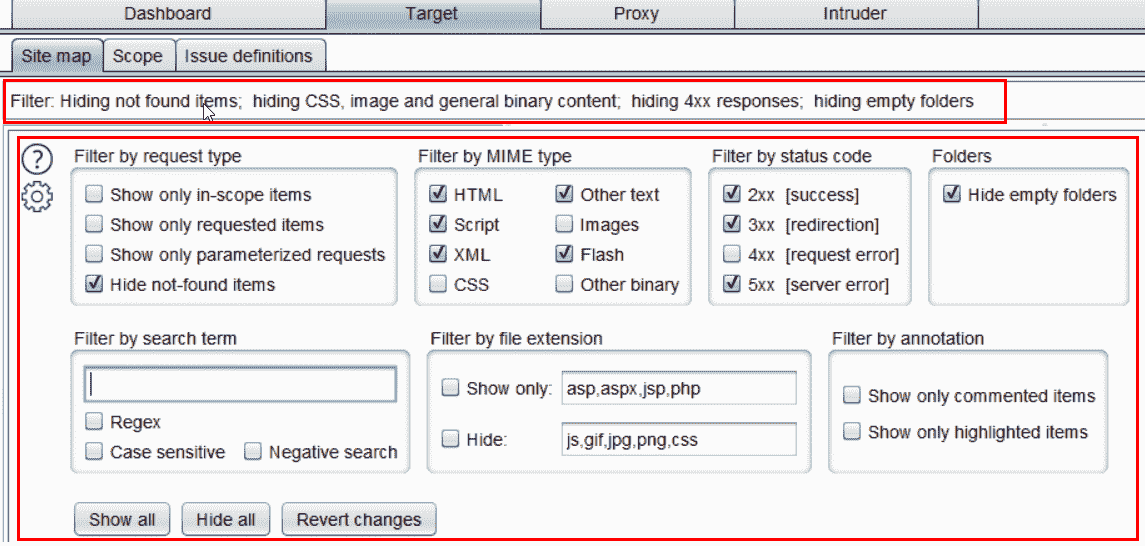 Dashboard Target Proxy Intruder
Site map Scope Issue definitions
Filter: Hiding not found items; hiding CSS, image and general binary content; hiding 4xx responses; hiding empty folders
?
Filter by request type
Show only in-scope items
Show only requested items
Show only parameterized requests
Hide not-found items
Filter by MIME type
HTML Other text
Script Images
XML Flash
CSS Other binary
Filter by status code
2xx [success]
3xx [redirection]
4xx [request error]
5xx [server error]
Folders
Hide empty folders
Filter by search term
Regex
Case sensitive Negative search
Filter by file extension
Show only: asp,aspx,jsp,php
Hide: js,gif,jpg,png,css
Filter by annotation
Show only commented items
Show only highlighted items
Show all Hide all Revert changes